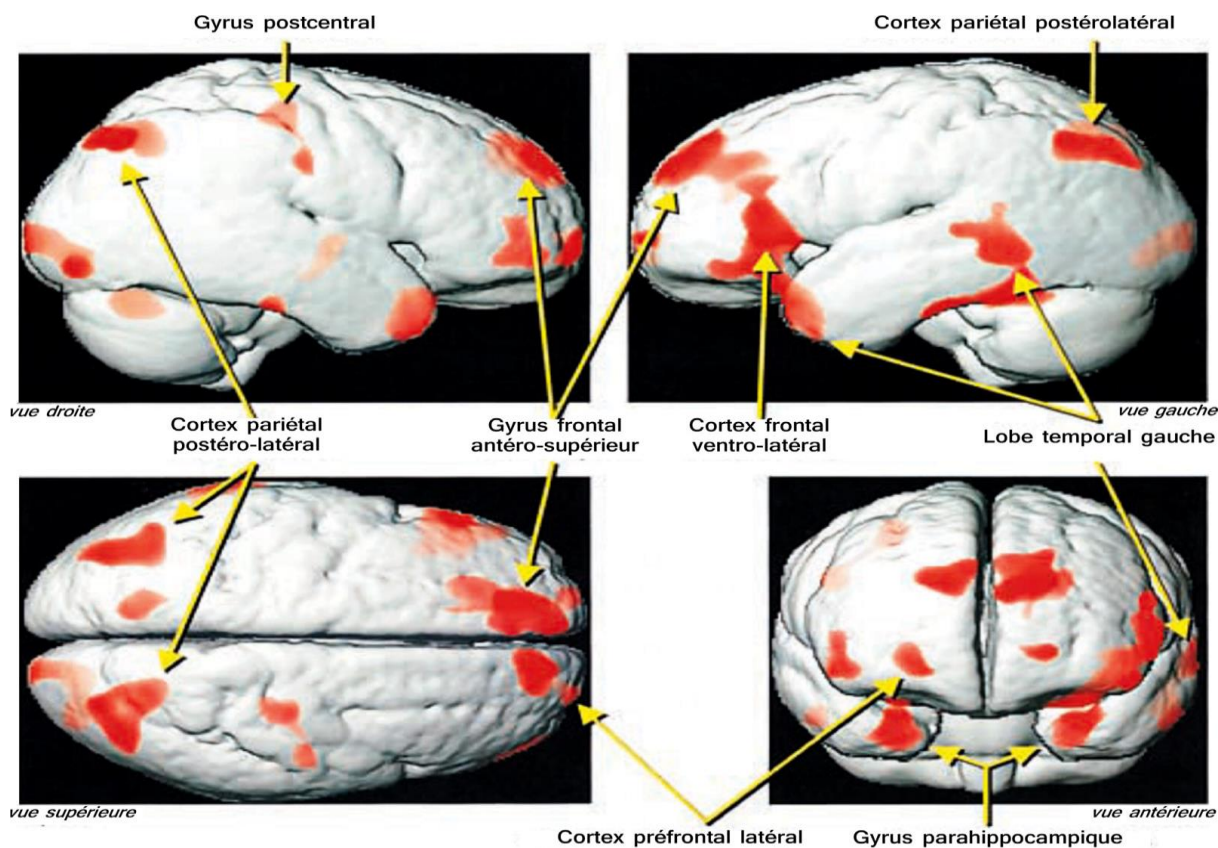 Gyrus postcentral
Cortex pariétal postérolatéral
vue droite
vue gauche
Cortex pariétal
postéro-latéral
Gyrus frontal
antéro-supérieur
Cortex frontal
ventro-latéral
Lobe temporal gauche
vue supérieure
vue antérieure
Cortex préfrontal latéral
Gyrus parahippocampique